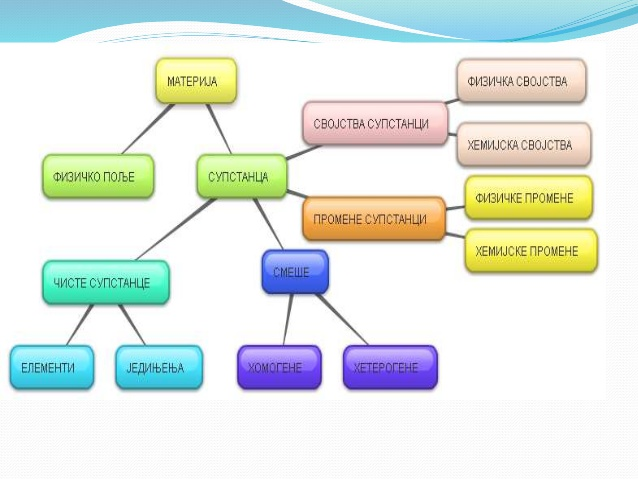 МАТЕРИЈА
ФИЗИЧКА СВОЈСТВА
СВОЈСТВА СУПСТАНЦИ
ХЕМИЈСКА СВОЈСТВА
ФИЗИЧКО ПОЉЕ
СУПСТАНЦА
ФИЗИЧКЕ ПРОМЕНЕ
ПРОМЕНЕ СУПСТАНЦИ
ХЕМИЈСКЕ ПРОМЕНЕ
ЧИСТЕ СУПСТАНЦЕ
СМЕШЕ
ЕЛЕМЕНТИ
ЈЕДИЊЕЊА
ХОМОГЕНЕ
ХЕТЕРОГЕНЕ